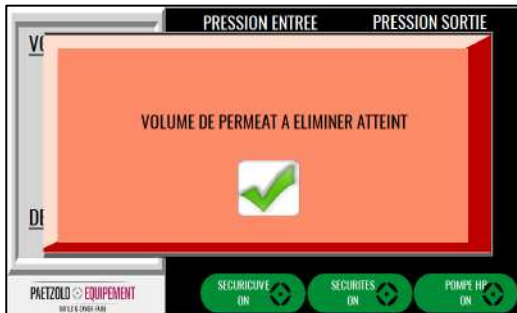 PRESSION ENTREE
PRESSION SORTIE
VOLUME DE PERMEAT A ELIMINER ATTEINT
PAETZOLD EQUIPEMENT
SECURICUVE
ON
SECURITES
ON
POMPE HP
ON